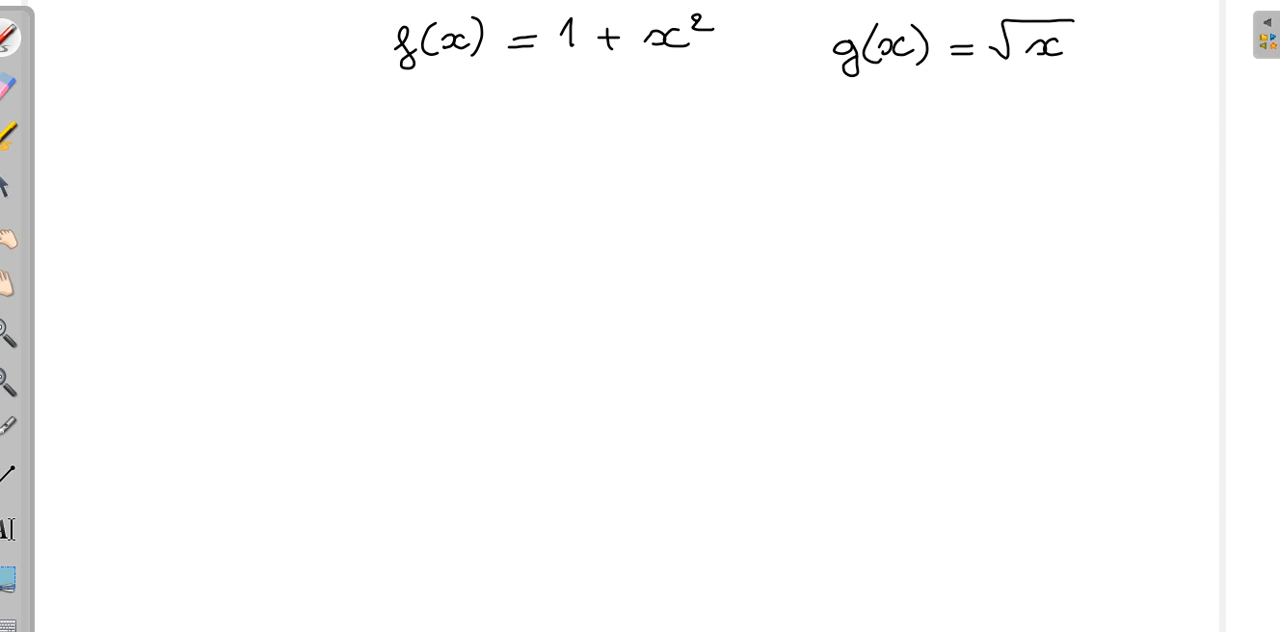 f(x) = 1 + x² g(x) = √x